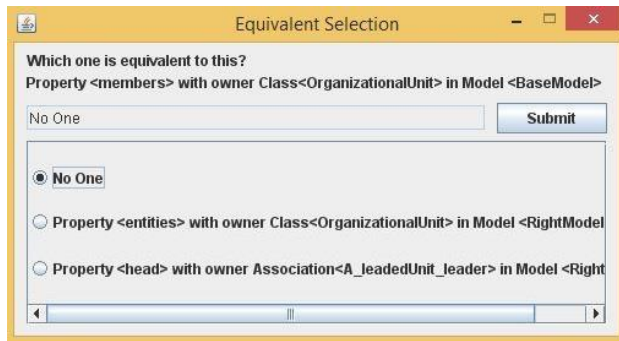 Equivalent Selection
Which one is equivalent to this?
Property <members> with owner Class<OrganizationalUnit> in Model <BaseModel>
No One
Submit
No One
Property <entities> with owner Class<OrganizationalUnit> in Model <RightModel
Property <head> with owner Association<A_leadedUnit_leader> in Model <Right